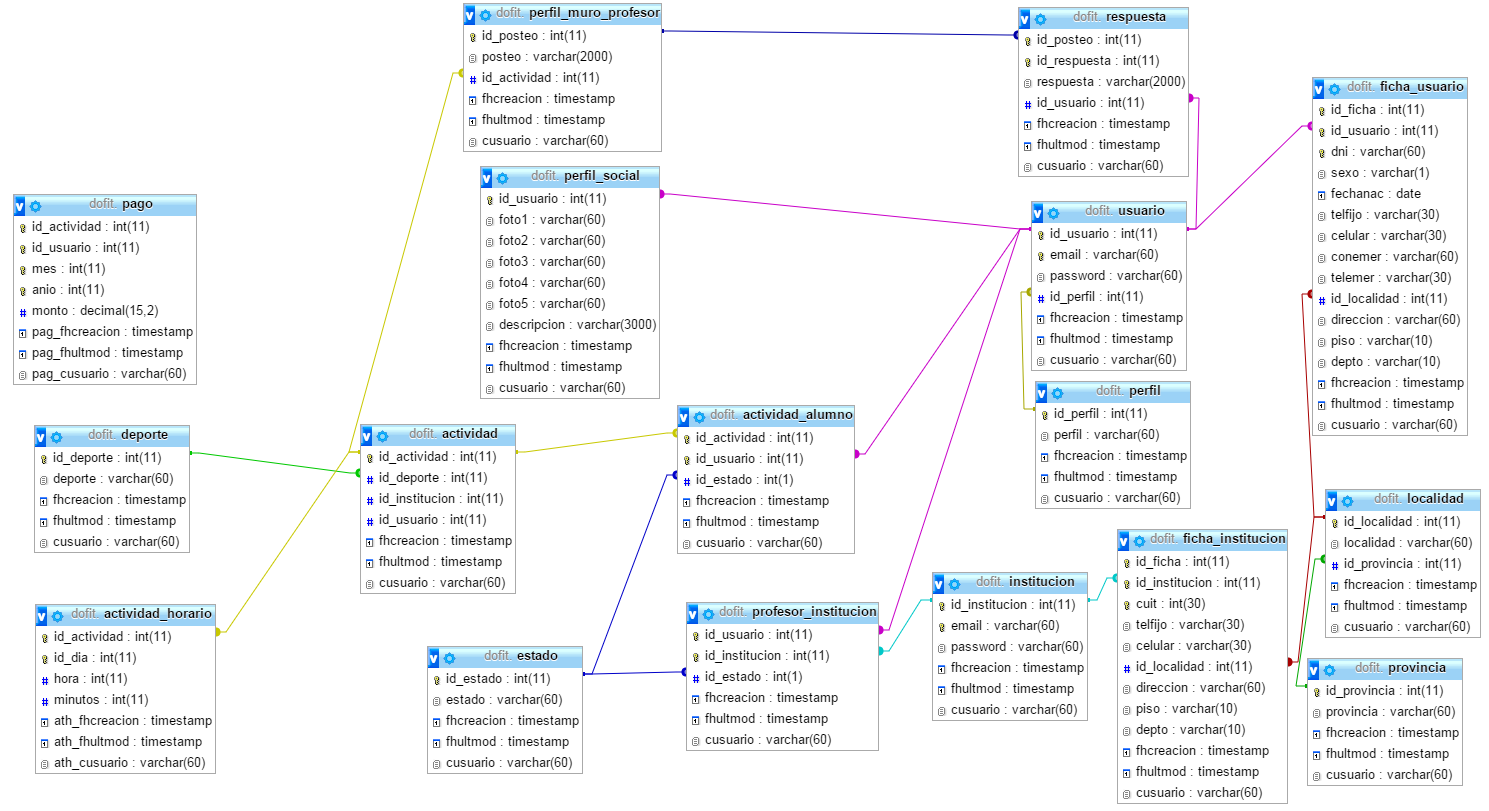 dofit. perfil_muro_profesor
id_posteo : int(11)
posteo : varchar(2000)
id_actividad : int(11)
fhcreacion : timestamp
fhultmod : timestamp
cusuario : varchar(60)
dofit. respuesta
id_posteo : int(11)
id_respuesta : int(11)
respuesta : varchar(2000)
id_usuario : int(11)
fhcreacion : timestamp
fhultmod : timestamp
cusuario : varchar(60)
dofit. ficha_usuario
id_ficha : int(11)
id_usuario : int(11)
dni : varchar(60)
sexo : varchar(1)
fechanac : date
telfijo : varchar(30)
celular : varchar(30)
conemer : varchar(60)
telemer : varchar(30)
id_localidad : int(11)
direccion : varchar(60)
piso : varchar(10)
depto : varchar(10)
fhcreacion : timestamp
fhultmod : timestamp
cusuario : varchar(60)
dofit. pago
id_actividad : int(11)
id_usuario : int(11)
mes : int(11)
anio : int(11)
monto : decimal(15,2)
pag_fhcreacion : timestamp
pag_fhultmod : timestamp
pag_cusuario : varchar(60)
dofit. perfil_social
id_usuario : int(11)
foto1 : varchar(60)
foto2 : varchar(60)
foto3 : varchar(60)
foto4 : varchar(60)
foto5 : varchar(60)
descripcion : varchar(3000)
fhcreacion : timestamp
fhultmod : timestamp
cusuario : varchar(60)
dofit. usuario
id_usuario : int(11)
email : varchar(60)
password : varchar(60)
id_perfil : int(11)
fhcreacion : timestamp
fhultmod : timestamp
cusuario : varchar(60)
dofit. perfil
id_perfil : int(11)
perfil : varchar(60)
fhcreacion : timestamp
fhultmod : timestamp
cusuario : varchar(60)
dofit. deporte
id_deporte : int(11)
deporte : varchar(60)
fhcreacion : timestamp
fhultmod : timestamp
cusuario : varchar(60)
dofit. actividad
id_actividad : int(11)
id_deporte : int(11)
id_institucion : int(11)
id_usuario : int(11)
fhcreacion : timestamp
fhultmod : timestamp
cusuario : varchar(60)
dofit. actividad_alumno
id_actividad : int(11)
id_usuario : int(11)
id_estado : int(1)
fhcreacion : timestamp
fhultmod : timestamp
cusuario : varchar(60)
dofit. localidad
id_localidad : int(11)
localidad : varchar(60)
id_provincia : int(11)
fhcreacion : timestamp
fhultmod : timestamp
cusuario : varchar(60)
dofit. ficha_institucion
id_ficha : int(11)
id_institucion : int(11)
cuit : int(30)
telfijo : varchar(30)
celular : varchar(30)
id_localidad : int(11)
direccion : varchar(60)
piso : varchar(10)
depto : varchar(10)
fhcreacion : timestamp
fhultmod : timestamp
cusuario : varchar(60)
dofit. institucion
id_institucion : int(11)
email : varchar(60)
password : varchar(60)
fhcreacion : timestamp
fhultmod : timestamp
cusuario : varchar(60)
dofit. actividad_horario
id_actividad : int(11)
id_dia : int(11)
hora : int(11)
minutos : int(11)
ath_fhcreacion : timestamp
ath_fhultmod : timestamp
ath_cusuario : varchar(60)
dofit. profesor_institucion
id_usuario : int(11)
id_institucion : int(11)
id_estado : int(1)
fhcreacion : timestamp
fhultmod : timestamp
cusuario : varchar(60)
dofit. estado
id_estado : int(11)
estado : varchar(60)
fhcreacion : timestamp
fhultmod : timestamp
cusuario : varchar(60)
dofit. provincia
id_provincia : int(11)
provincia : varchar(60)
fhcreacion : timestamp
fhultmod : timestamp
cusuario : varchar(60)